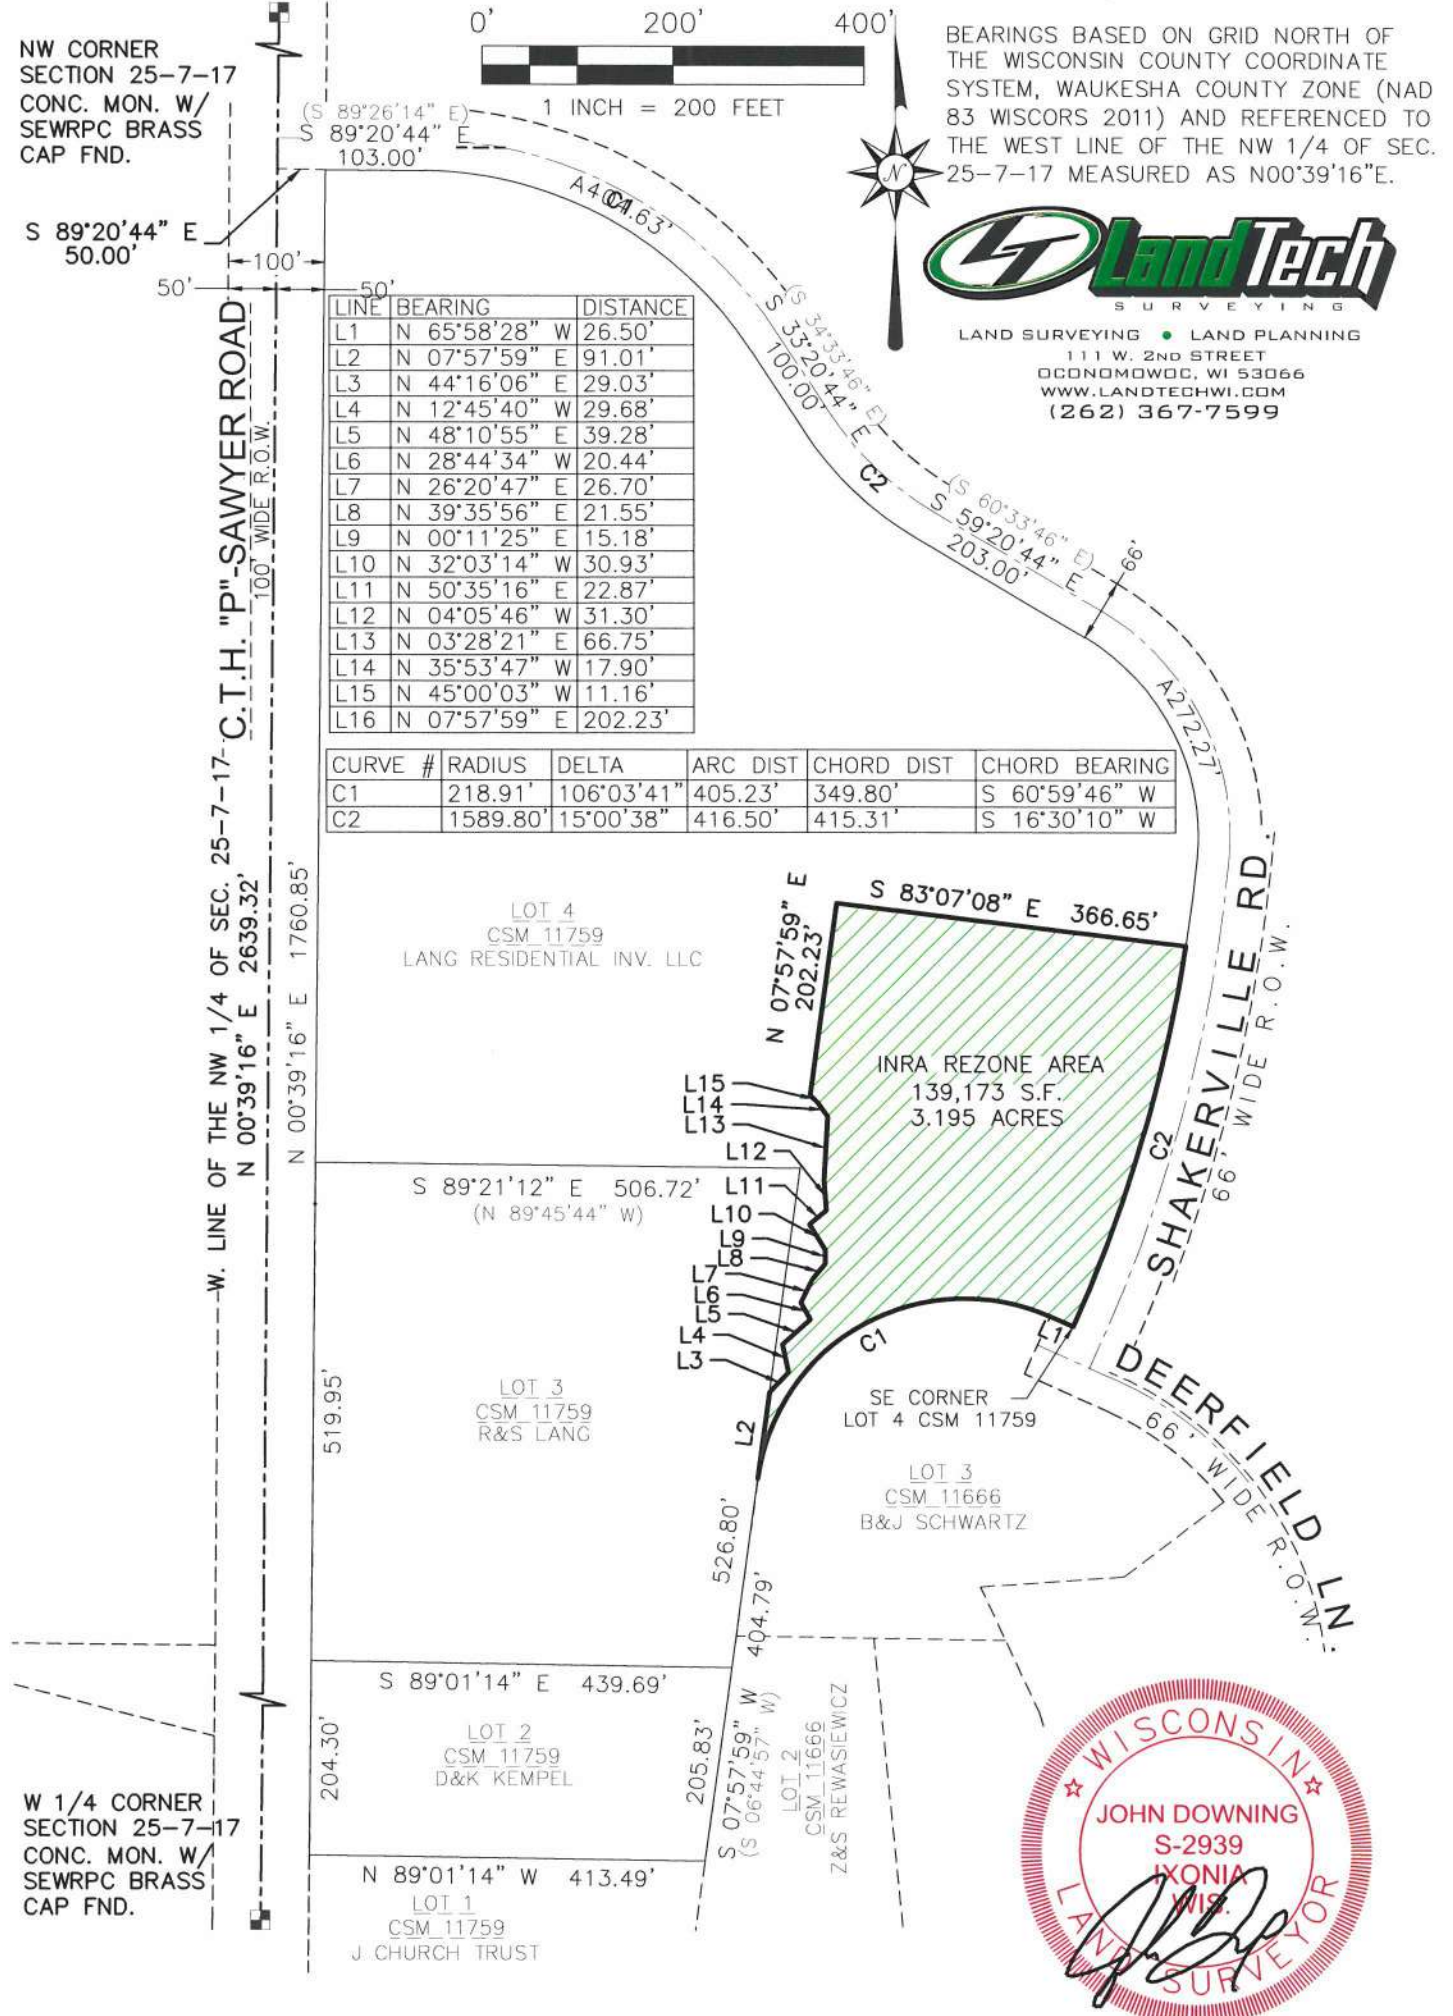 NW CORNER
SECTION 25-7-17
CONC. MON. W/
SEWRPC BRASS
CAP FND.
0' 200' 400'
1 INCH = 200 FEET
BEARINGS BASED ON GRID NORTH OF
THE WISCONSIN COUNTY COORDINATE
SYSTEM, WAUKESHA COUNTY ZONE (NAD
83 WISCORS 2011) AND REFERENCED TO
THE WEST LINE OF THE NW 1/4 OF SEC.
25-7-17 MEASURED AS N00°39'16"E.
N
LT LandTech
SURVEYING
LAND SURVEYING • LAND PLANNING
111 W. 2ND STREET
OCONOMOWOC, WI 53066
WWW.LANDTECHWI.COM
(262) 367-7599
(S 89°26'14" E)
S 89°20'44" E
103.00'
S 89°20'44" E
50.00'
100'
50'
50'
A404.63'
C1
(S 34°33'46" E)
S 33°20'44" E
100.00'
C2
(S 60°33'46" E)
S 59°20'44" E
203.00'
66'
A272.27'
LINE BEARING DISTANCE
L1 N 65°58'28" W 26.50'
L2 N 07°57'59" E 91.01'
L3 N 44°16'06" E 29.03'
L4 N 12°45'40" W 29.68'
L5 N 48°10'55" E 39.28'
L6 N 28°44'34" W 20.44'
L7 N 26°20'47" E 26.70'
L8 N 39°35'56" E 21.55'
L9 N 00°11'25" E 15.18'
L10 N 32°03'14" W 30.93'
L11 N 50°35'16" E 22.87'
L12 N 04°05'46" W 31.30'
L13 N 03°28'21" E 66.75'
L14 N 35°53'47" W 17.90'
L15 N 45°00'03" W 11.16'
L16 N 07°57'59" E 202.23'
CURVE # RADIUS DELTA ARC DIST CHORD DIST CHORD BEARING
C1 218.91' 106°03'41" 405.23' 349.80' S 60°59'46" W
C2 1589.80' 15°00'38" 416.50' 415.31' S 16°30'10" W
C.T.H. "P"-SAWYER ROAD
100' WIDE R.O.W.
W. LINE OF THE NW 1/4 OF SEC. 25-7-17
N 00°39'16" E 2639.32'
N 00°39'16" E 1760.85'
LOT 4
CSM 11759
LANG RESIDENTIAL INV. LLC
N 07°57'59" E
202.23'
S 83°07'08" E 366.65'
INRA REZONE AREA
139,173 S.F.
3.195 ACRES
SHAKERVILLE RD.
66' WIDE R.O.W.
C2
L15
L14
L13
L12
L11
L10
L9
L8
L7
L6
L5
L4
L3
L2
C1
L1
S 89°21'12" E 506.72'
(N 89°45'44" W)
519.95'
LOT 3
CSM 11759
R&S LANG
SE CORNER
LOT 4 CSM 11759
LOT 3
CSM 11666
B&J SCHWARTZ
DEERFIELD LN.
66' WIDE R.O.W.
526.80'
404.79'
S 89°01'14" E 439.69'
204.30'
LOT 2
CSM 11759
D&K KEMPEL
205.83'
S 07°57'59" W
(S 06°44'57" W)
LOT 2
CSM 11666
Z&S REWASIEWICZ
W 1/4 CORNER
SECTION 25-7-17
CONC. MON. W/
SEWRPC BRASS
CAP FND.
N 89°01'14" W 413.49'
LOT 1
CSM 11759
J CHURCH TRUST
WISCONSIN
JOHN DOWNING
S-2939
IXONIA
WIS.
LAND SURVEYOR